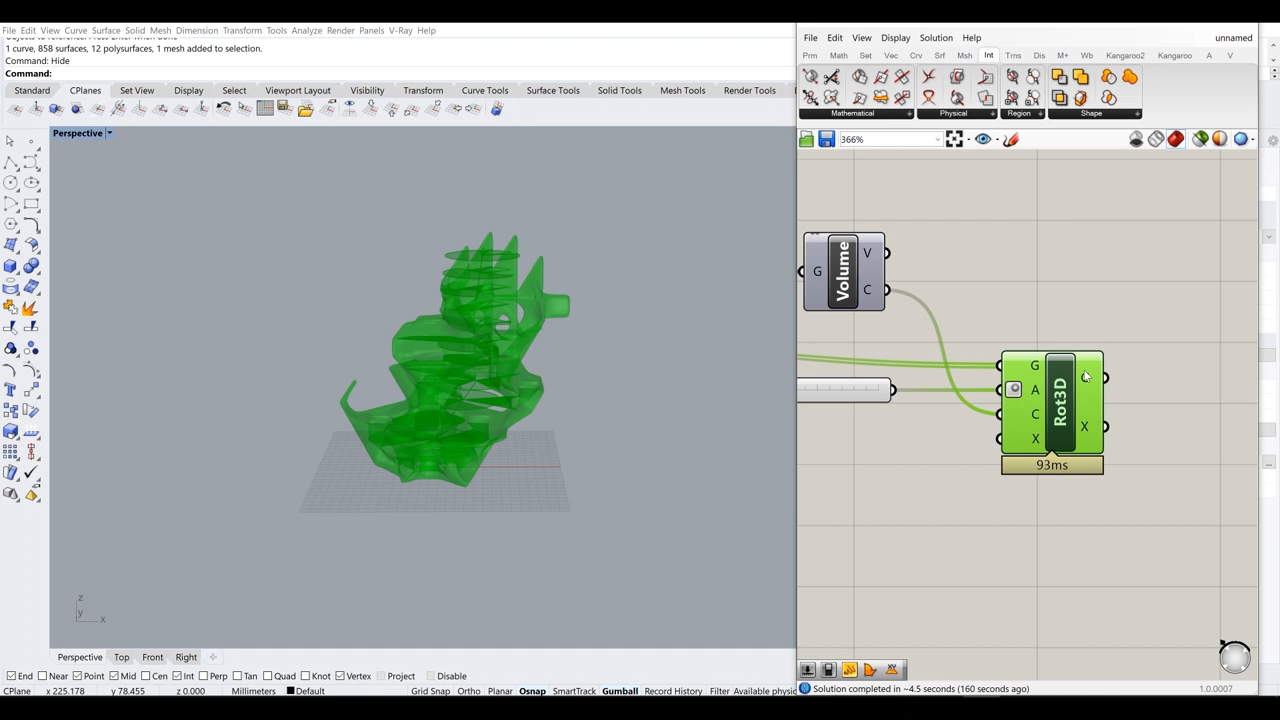 File Edit View Curve Surface Solid Mesh Dimension Transform Tools Analyze Render Panels V-Ray Help
1 curve, 858 surfaces, 12 polysurfaces, 1 mesh added to selection.
Command: Hide
Command:
Standard CPlanes Set View Display Select Viewport Layout Visibility Transform Curve Tools Surface Tools Solid Tools Mesh Tools Render Tools
Perspective
z
y x
Perspective Top Front Right
End Near Point Mid Cen Int Perp Tan Quad Knot Vertex Project Disable
CPlane x 225.178 y 78.455 z 0.000 Millimeters Default Grid Snap Ortho Planar Osnap SmartTrack Gumball Record History Filter Available physi
File Edit View Display Solution Help unnamed
Prm Math Set Vec Crv Srf Msh Int Trns Dis M+ Wb Kangaroo2 Kangaroo A V
Mathematical Physical Region Shape
366%
Volume
G V
C
Rot3D
G
A
C
X X
93ms
Solution completed in ~4.5 seconds (160 seconds ago) 1.0.0007